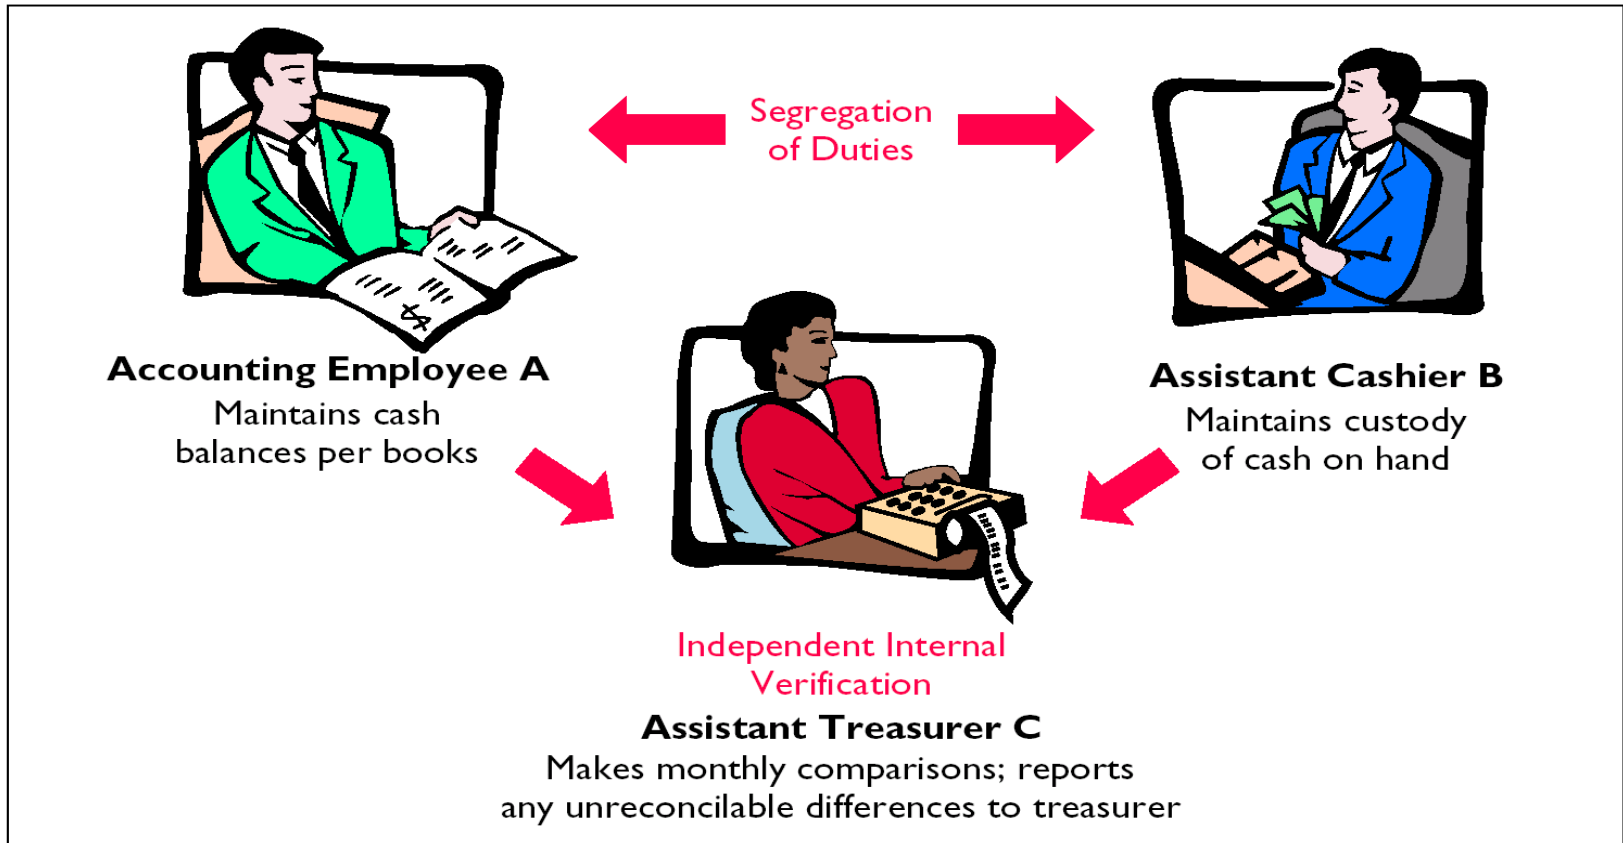 Segregation
of Duties
Accounting Employee A
Maintains cash
balances per books
Assistant Cashier B
Maintains custody
of cash on hand
$
Independent Internal
Verification
Assistant Treasurer C
Makes monthly comparisons; reports
any unreconcilable differences to treasurer